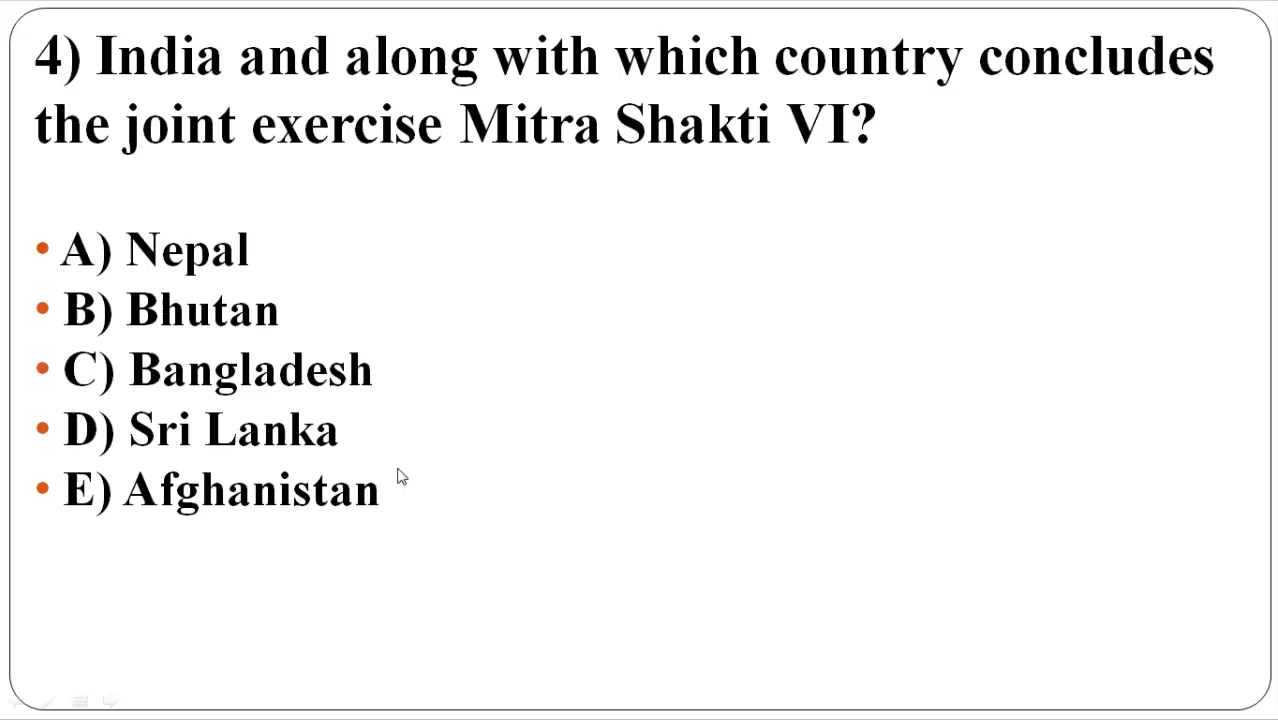 4) India and along with which country concludes
the joint exercise Mitra Shakti VI?
• A) Nepal
• B) Bhutan
• C) Bangladesh
• D) Sri Lanka
• E) Afghanistan